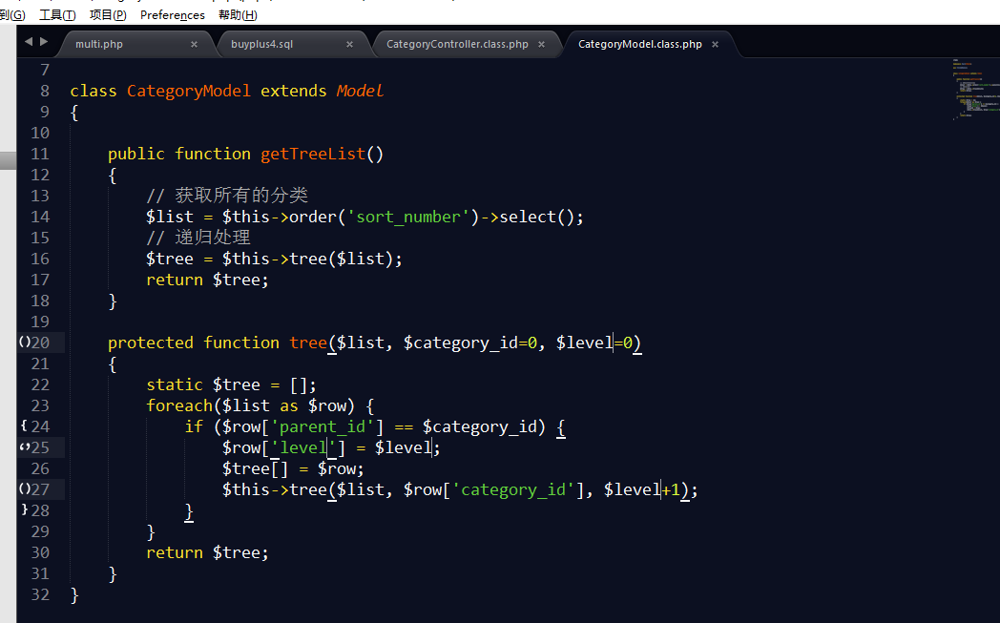 到(G) 工具(T) 项目(P) Preferences 帮助(H)
multi.php × buyplus4.sql × CategoryController.class.php × CategoryModel.class.php ×
7
8 class CategoryModel extends Model
9 {
10
11 public function getTreeList()
12 {
13 // 获取所有的分类
14 $list = $this->order('sort_number')->select();
15 // 递归处理
16 $tree = $this->tree($list);
17 return $tree;
18 }
19
20 protected function tree($list, $category_id=0, $level=0)
21 {
22 static $tree = [];
23 foreach($list as $row) {
24 if ($row['parent_id'] == $category_id) {
25 $row['level'] = $level;
26 $tree[] = $row;
27 $this->tree($list, $row['category_id'], $level+1);
28 }
29 }
30 return $tree;
31 }
32 }